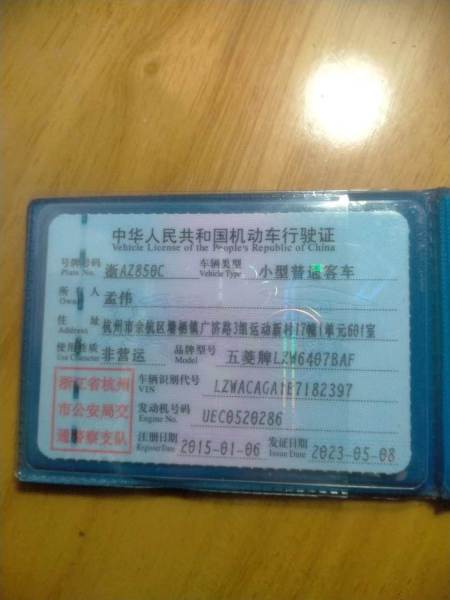 中华人民共和国机动车行驶证
Vehicle License of the People's Republic of China
号牌号码 浙AZ850C 车辆类型 小型普通客车
Plate No. Vehicle Type
所有人 孟伟
Owner
住址 杭州市余杭区塘栖镇广济路3组运动新村17幢1单元601室
Address
使用性质 非营运 品牌型号 五菱牌LZW6407BAF
Use Character Model
浙江省杭州
市公安局交
通警察支队
车辆识别代号 LZWACAGA1E7182397
VIN
发动机号码 UEC0520286
Engine No.
注册日期 2015-01-06 发证日期 2023-05-08
Register Date Issue Date